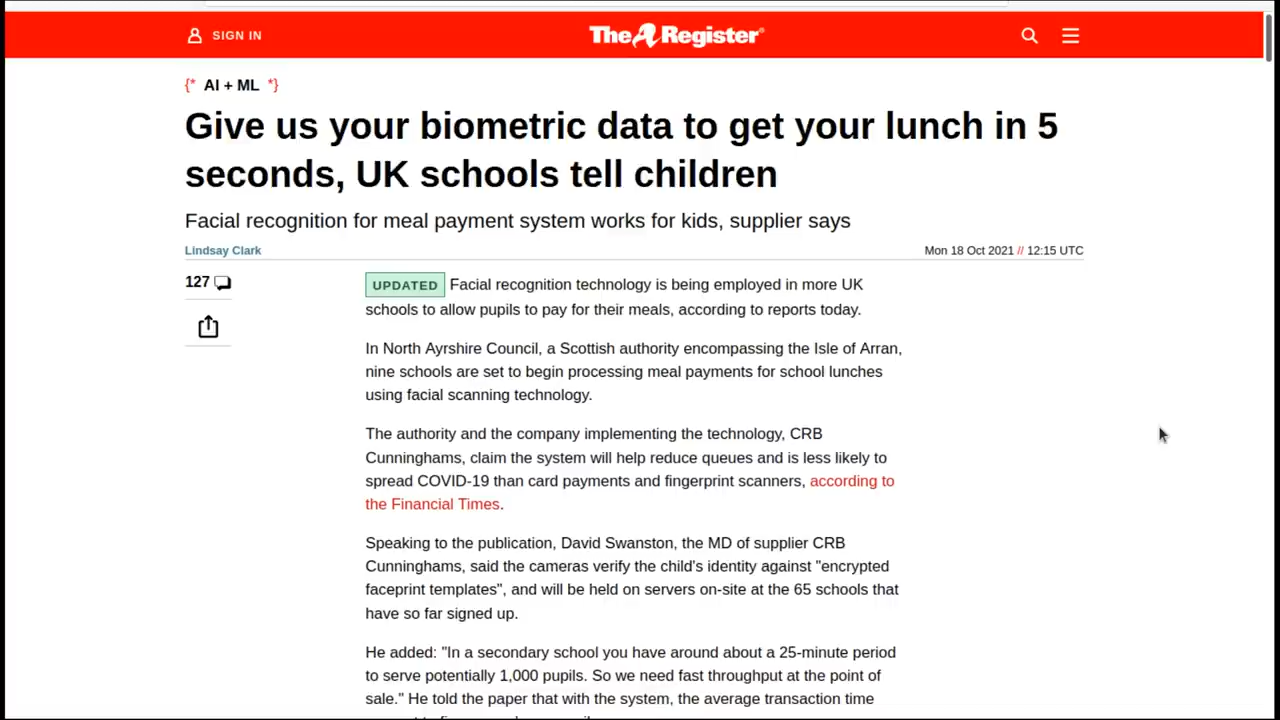 SIGN IN
The Register®
{* AI + ML *}
Give us your biometric data to get your lunch in 5
seconds, UK schools tell children
Facial recognition for meal payment system works for kids, supplier says
Lindsay Clark
Mon 18 Oct 2021 // 12:15 UTC
127
UPDATED Facial recognition technology is being employed in more UK
schools to allow pupils to pay for their meals, according to reports today.
In North Ayrshire Council, a Scottish authority encompassing the Isle of Arran,
nine schools are set to begin processing meal payments for school lunches
using facial scanning technology.
The authority and the company implementing the technology, CRB
Cunninghams, claim the system will help reduce queues and is less likely to
spread COVID-19 than card payments and fingerprint scanners, according to
the Financial Times.
Speaking to the publication, David Swanston, the MD of supplier CRB
Cunninghams, said the cameras verify the child's identity against "encrypted
faceprint templates", and will be held on servers on-site at the 65 schools that
have so far signed up.
He added: "In a secondary school you have around about a 25-minute period
to serve potentially 1,000 pupils. So we need fast throughput at the point of
sale." He told the paper that with the system, the average transaction time